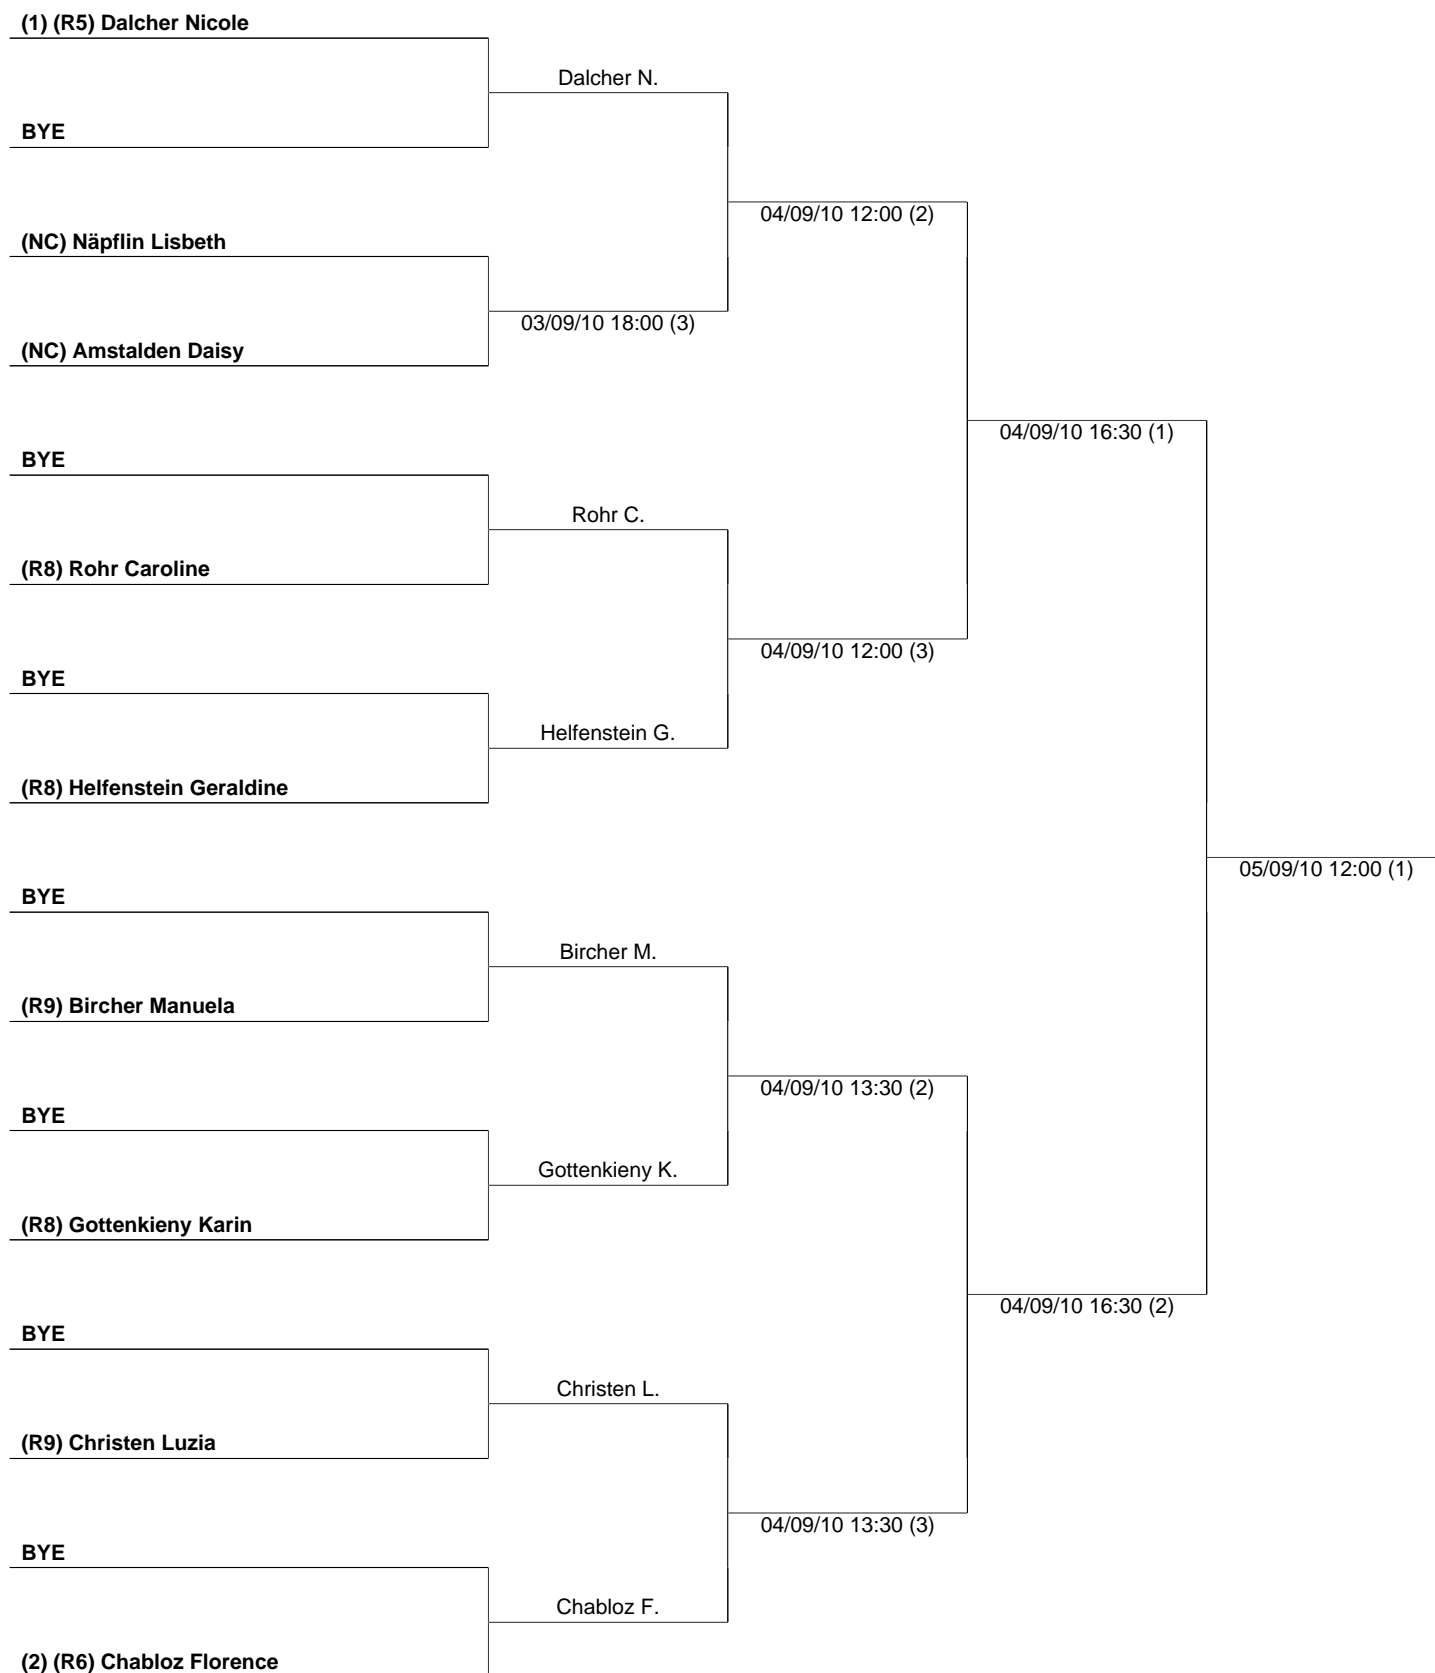 (1) (R5) Dalcher Nicole
Dalcher N.
BYE
04/09/10 12:00 (2)
(NC) Näpflin Lisbeth
03/09/10 18:00 (3)
(NC) Amstalden Daisy
04/09/10 16:30 (1)
BYE
Rohr C.
(R8) Rohr Caroline
04/09/10 12:00 (3)
BYE
Helfenstein G.
(R8) Helfenstein Geraldine
05/09/10 12:00 (1)
BYE
Bircher M.
(R9) Bircher Manuela
04/09/10 13:30 (2)
BYE
Gottenkieny K.
(R8) Gottenkieny Karin
04/09/10 16:30 (2)
BYE
Christen L.
(R9) Christen Luzia
04/09/10 13:30 (3)
BYE
Chabloz F.
(2) (R6) Chabloz Florence